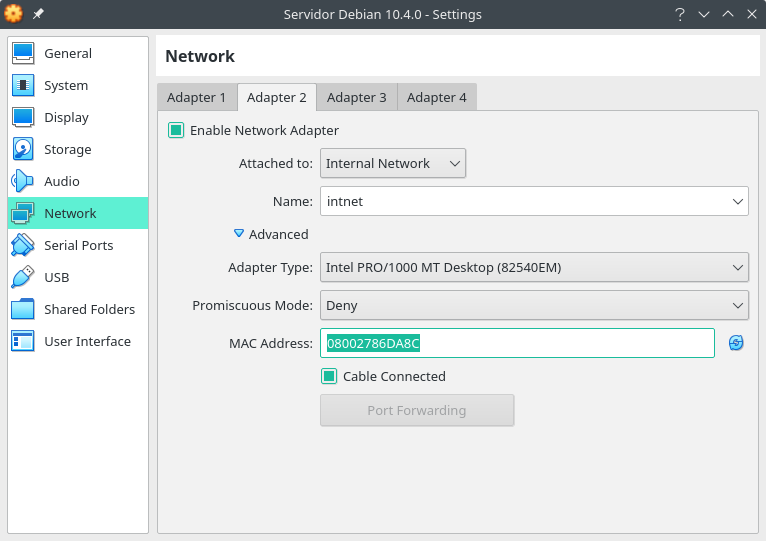 Servidor Debian 10.4.0 - Settings
General
System
Display
Storage
Audio
Network
Serial Ports
USB
Shared Folders
User Interface
Network
Adapter 1 Adapter 2 Adapter 3 Adapter 4
Enable Network Adapter
Attached to: Internal Network
Name: intnet
Advanced
Adapter Type: Intel PRO/1000 MT Desktop (82540EM)
Promiscuous Mode: Deny
MAC Address: 08002786DA8C
Cable Connected
Port Forwarding